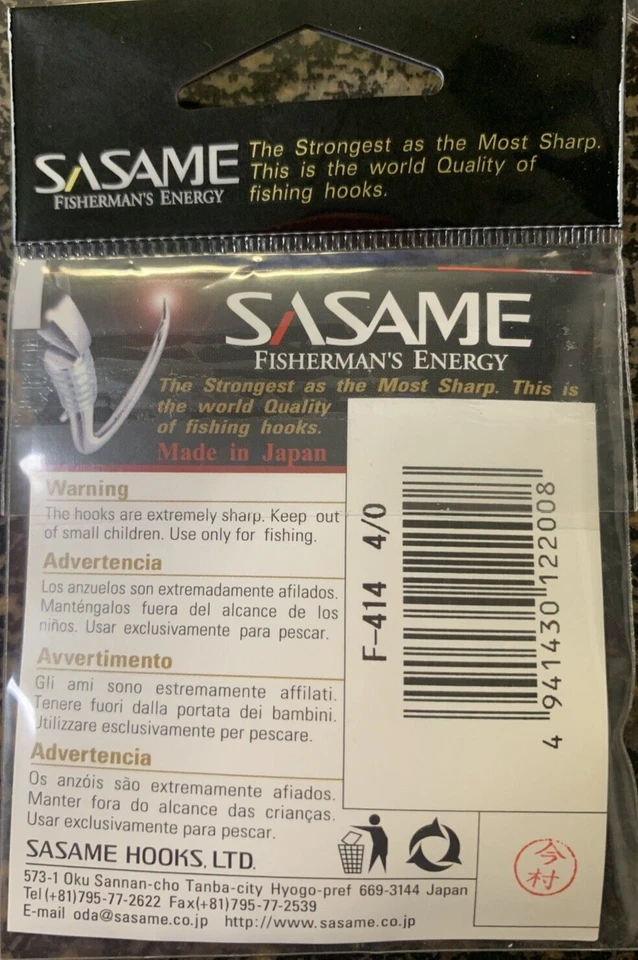 SASAME
FISHERMAN'S ENERGY
The Strongest as the Most Sharp.
This is the world Quality of
fishing hooks.
SASAME
FISHERMAN'S ENERGY
The Strongest as the Most Sharp. This is
the world Quality
of fishing hooks.
Made in Japan
Warning
The hooks are extremely sharp. Keep out
of small children. Use only for fishing.
Advertencia
Los anzuelos son extremadamente afilados.
Manténgalos fuera del alcance de los
niños. Usar exclusivamente para pescar.
Avvertimento
Gli ami sono estremamente affilati.
Tenere fuori dalla portata dei bambini.
Utilizzare esclusivamente per pescare.
Advertencia
Os anzóis são extremamente afiados.
Manter fora do alcance das crianças.
Usar exclusivamente para pescar.
F-414 4/0
4 941430 122008
SASAME HOOKS, LTD.
573-1 Oku Sannan-cho Tanba-city Hyogo-pref 669-3144 Japan
Tel(+81)795-77-2622 Fax(+81)795-77-2539
E-mail oda@sasame.co.jp http://www.sasame.co.jp
今村